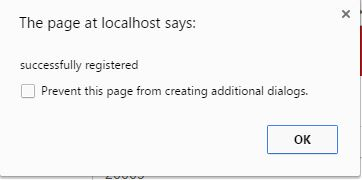 The page at localhost says:
successfully registered
Prevent this page from creating additional dialogs.
OK